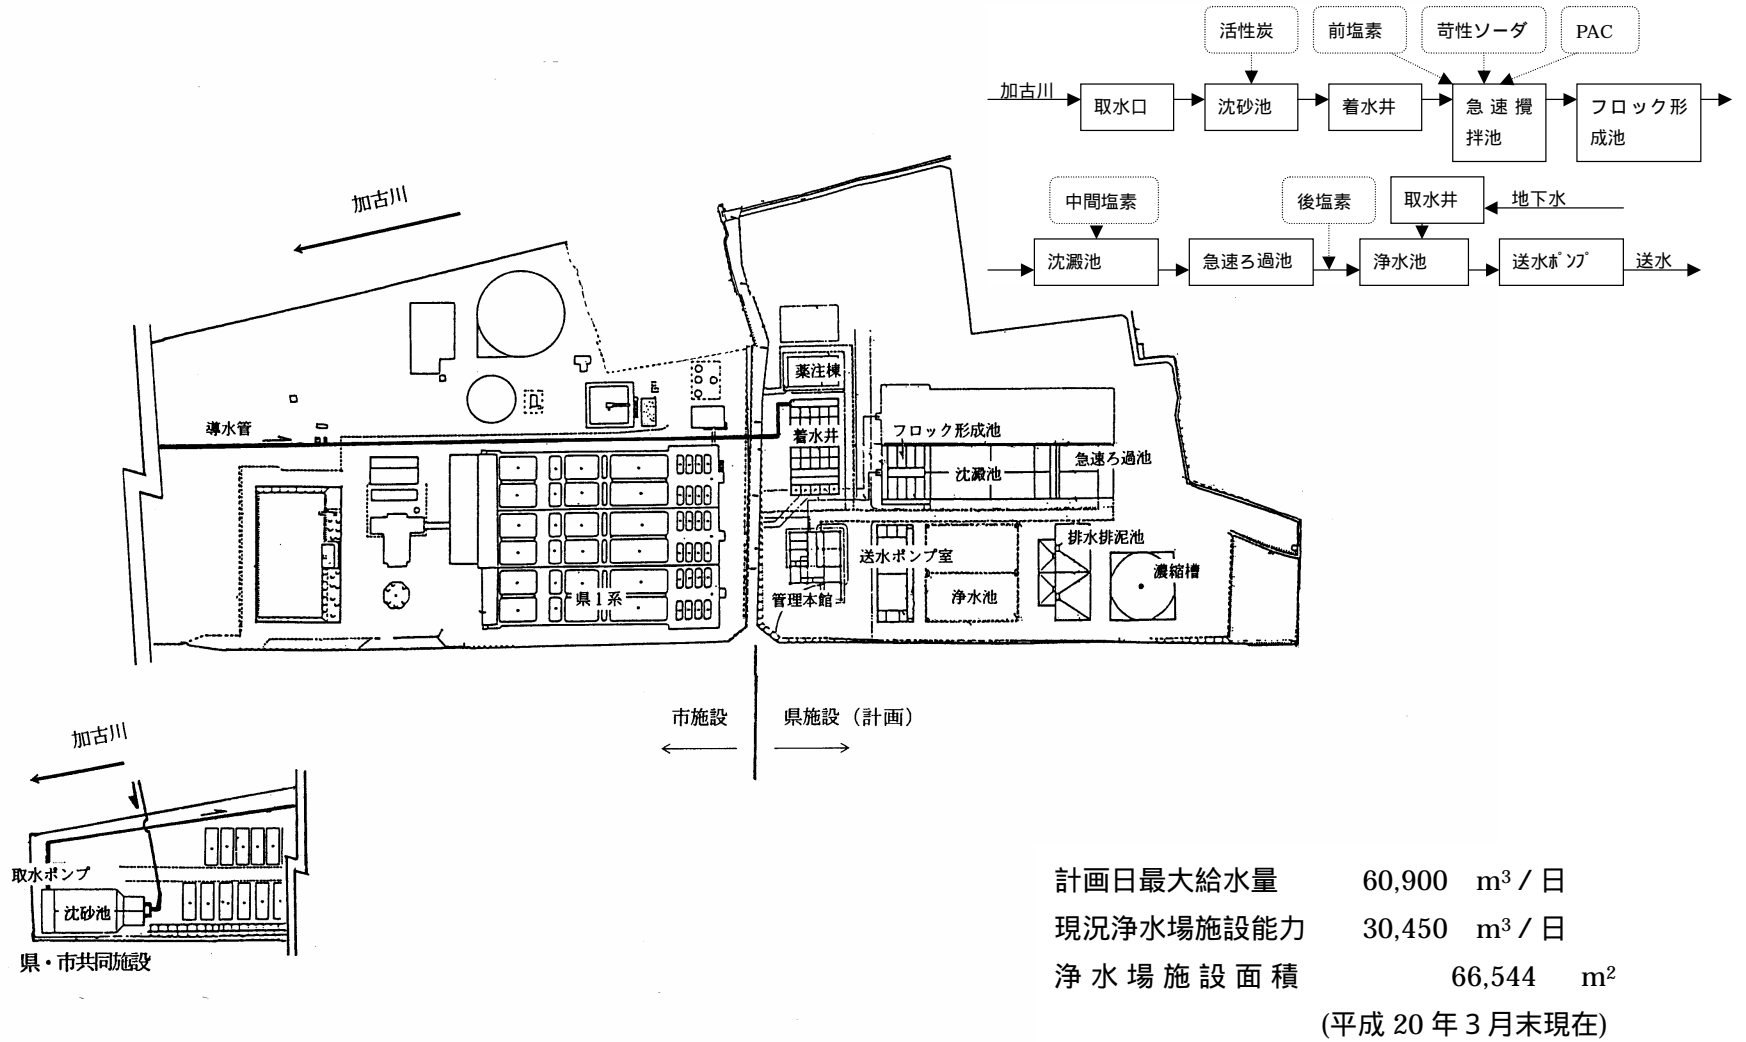 活性炭
前塩素
苛性ソーダ
PAC
加古川
取水口
沈砂池
着水井
急速攪
拌池
フロック形
成池
中間塩素
後塩素
取水井
地下水
沈澱池
急速ろ過池
浄水池
送水ﾎﾟﾝﾌﾟ
送水
加古川
薬注棟
導水管
着水井
フロック形成池
沈澱池
急速ろ過池
排水排泥池
送水ポンプ室
濃縮槽
県1系
管理本館
浄水池
市施設
県施設（計画）
加古川
取水ポンプ
沈砂池
県・市共同施設
計画日最大給水量 60,900 m³ / 日
現況浄水場施設能力 30,450 m³ / 日
浄水場施設面積 66,544 m²
(平成 20 年 3 月末現在)